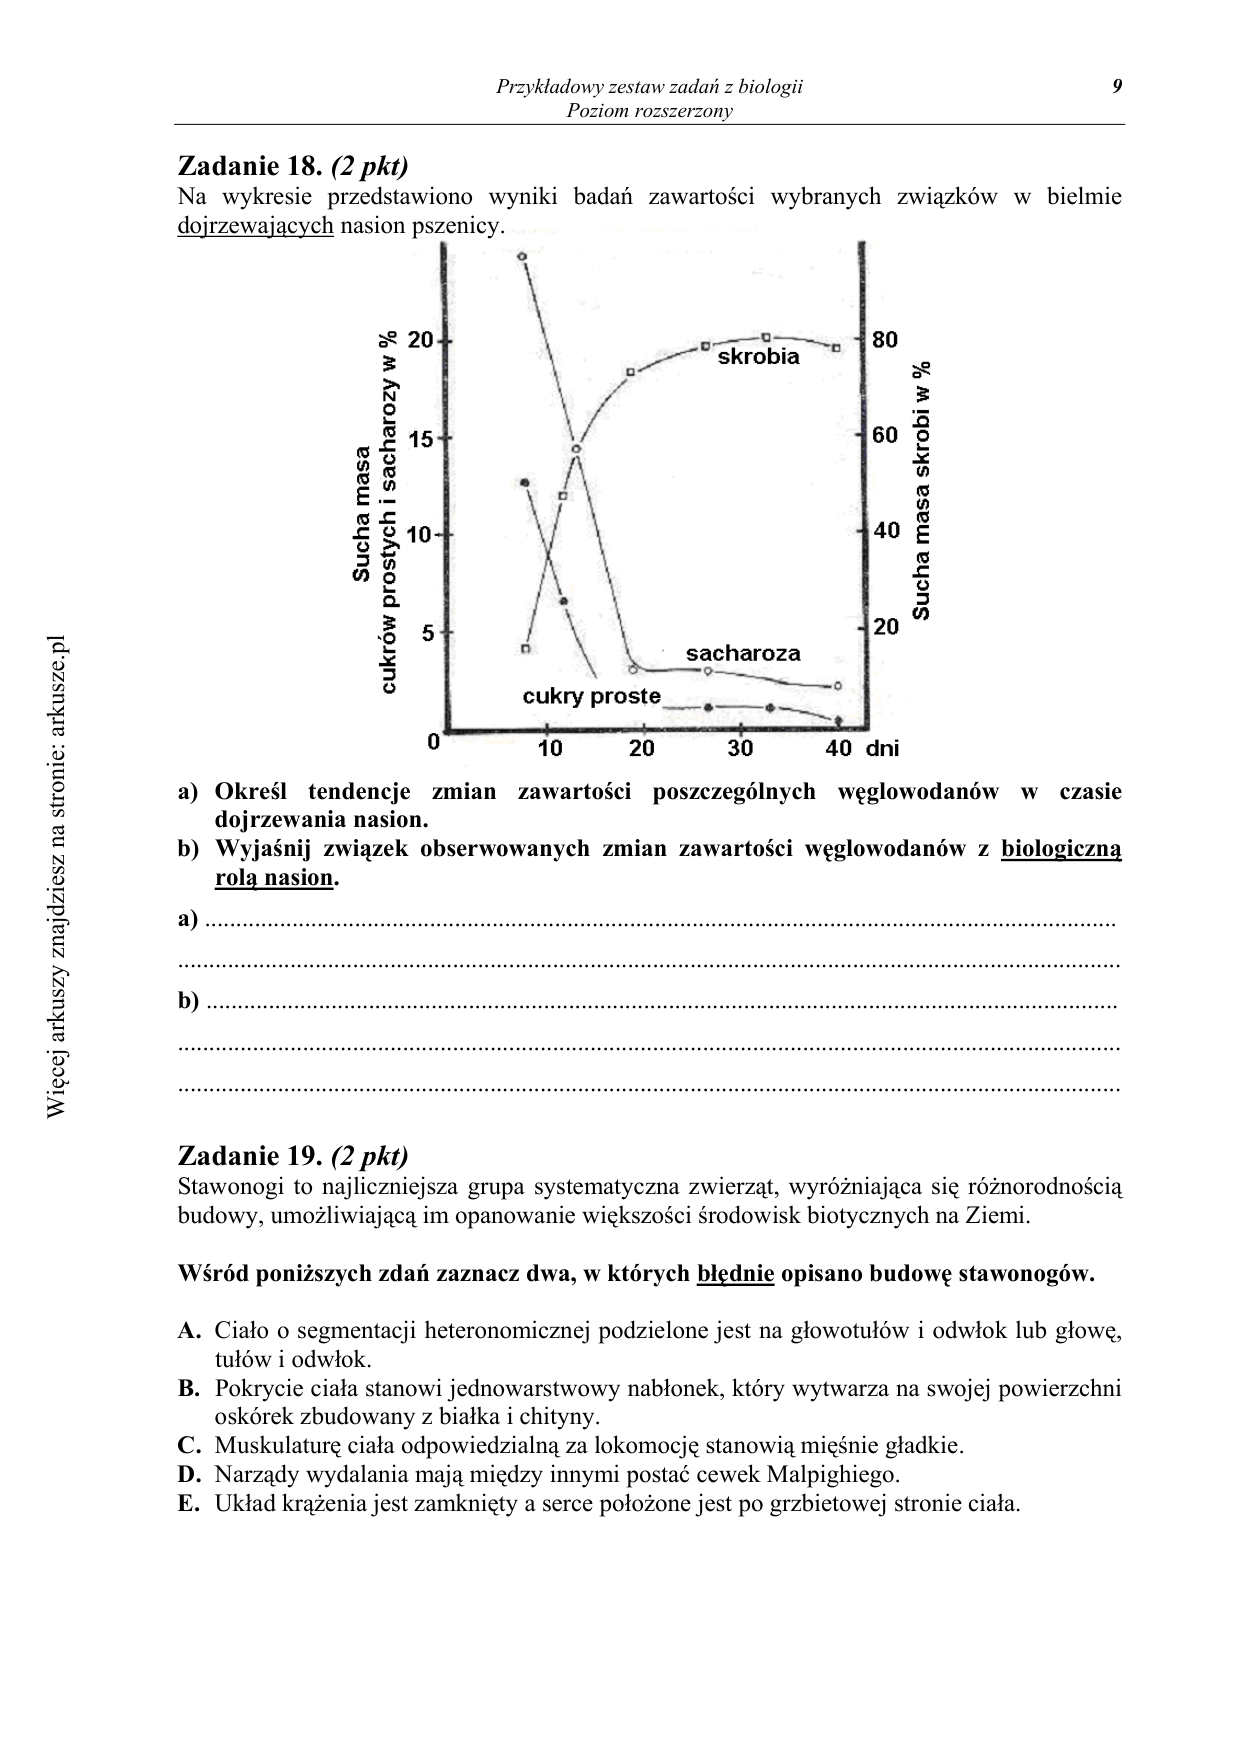 Przykładowy zestaw zadań z biologii
9
Poziom rozszerzony
Zadanie 18. (2 pkt)
Na wykresie przedstawiono wyniki badań zawartości wybranych związków w bielmie
dojrzewających nasion pszenicy.
Sucha masa
cukrów prostych i sacharozy w %
20
15
10
5
0
80
60
40
20
Sucha masa skrobi w %
skrobia
sacharoza
cukry proste
10
20
30
40 dni
a) Określ tendencje zmian zawartości poszczególnych węglowodanów w czasie
dojrzewania nasion.
b) Wyjaśnij związek obserwowanych zmian zawartości węglowodanów z biologiczną
rolą nasion.
a) ................................................................................
................................................................................
b) ................................................................................
................................................................................
................................................................................
Zadanie 19. (2 pkt)
Stawonogi to najliczniejsza grupa systematyczna zwierząt, wyróżniająca się różnorodnością
budowy, umożliwiającą im opanowanie większości środowisk biotycznych na Ziemi.
Wśród poniższych zdań zaznacz dwa, w których błędnie opisano budowę stawonogów.
A. Ciało o segmentacji heteronomicznej podzielone jest na głowotułów i odwłok lub głowę,
tułów i odwłok.
B. Pokrycie ciała stanowi jednowarstwowy nabłonek, który wytwarza na swojej powierzchni
oskórek zbudowany z białka i chityny.
C. Muskulaturę ciała odpowiedzialną za lokomocję stanowią mięśnie gładkie.
D. Narządy wydalania mają między innymi postać cewek Malpighiego.
E. Układ krążenia jest zamknięty a serce położone jest po grzbietowej stronie ciała.
Więcej arkuszy znajdziesz na stronie: arkusze.pl